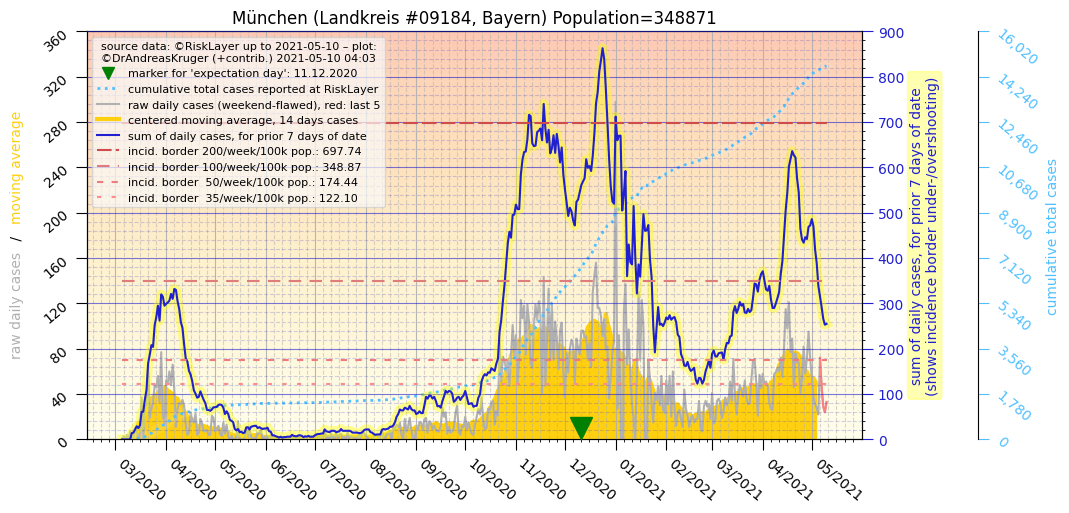 München (Landkreis #09184, Bayern) Population=348871
source data: ©RiskLayer up to 2021-05-10 – plot:
©DrAndreasKruger (+contrib.) 2021-05-10 04:03
marker for 'expectation day': 11.12.2020
cumulative total cases reported at RiskLayer
raw daily cases (weekend-flawed), red: last 5
centered moving average, 14 days cases
sum of daily cases, for prior 7 days of date
incid. border 200/week/100k pop.: 697.74
incid. border 100/week/100k pop.: 348.87
incid. border  50/week/100k pop.: 174.44
incid. border  35/week/100k pop.: 122.10
raw daily cases / moving average
360
320
280
240
200
160
120
80
40
0
03/2020
04/2020
05/2020
06/2020
07/2020
08/2020
09/2020
10/2020
11/2020
12/2020
01/2021
02/2021
03/2021
04/2021
05/2021
900
800
700
600
500
400
300
200
100
0
sum of daily cases, for prior 7 days of date
(shows incidence border under-/overshooting)
16,020
14,240
12,460
10,680
8,900
7,120
5,340
3,560
1,780
0
cumulative total cases